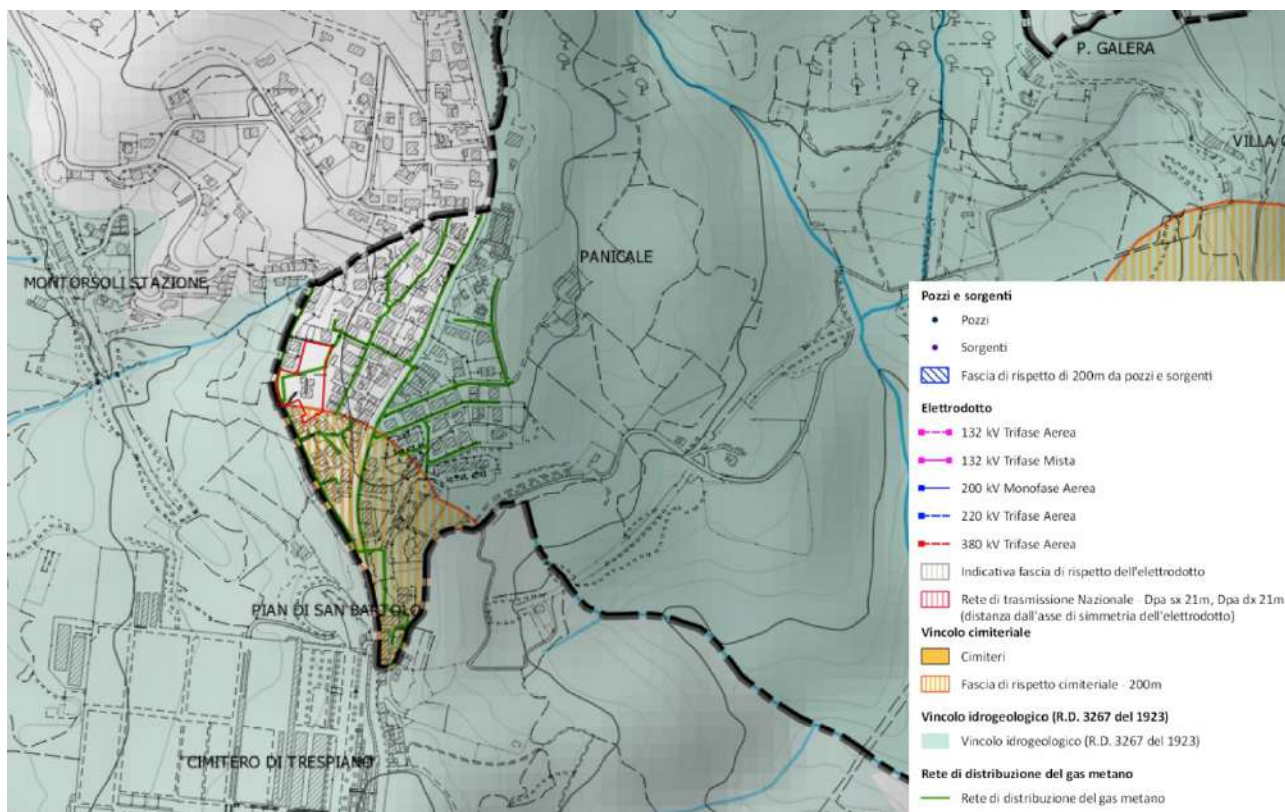 P. GALERA
VILLA
PANICALE
MONTORSOLI STAZIONE
PIAN DI SAN BARTOLO
CIMITERO DI TRESPIANO
Pozzi e sorgenti
Pozzi
Sorgenti
Fascia di rispetto di 200m da pozzi e sorgenti
Elettrodotto
132 kV Trifase Aerea
132 kV Trifase Mista
200 kV Monofase Aerea
220 kV Trifase Aerea
380 kV Trifase Aerea
Indicativa fascia di rispetto dell'elettrodotto
Rete di trasmissione Nazionale - Dpa sx 21m, Dpa dx 21m
(distanza dall'asse di simmetria dell'elettrodotto)
Vincolo cimiteriale
Cimiteri
Fascia di rispetto cimiteriale - 200m
Vincolo idrogeologico (R.D. 3267 del 1923)
Vincolo idrogeologico (R.D. 3267 del 1923)
Rete di distribuzione del gas metano
Rete di distribuzione del gas metano